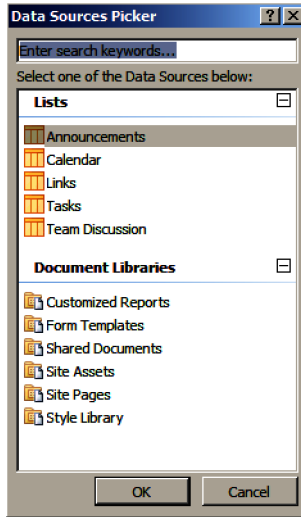 Data Sources Picker
Enter search keywords...
Select one of the Data Sources below:
Lists
Announcements
Calendar
Links
Tasks
Team Discussion
Document Libraries
Customized Reports
Form Templates
Shared Documents
Site Assets
Site Pages
Style Library
OK Cancel